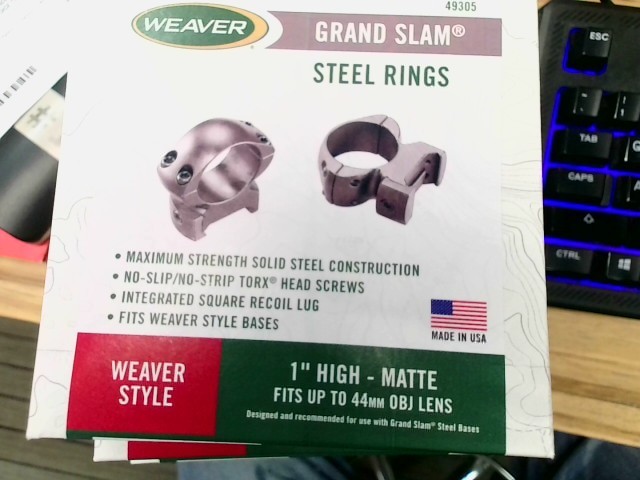 49305
WEAVER®
GRAND SLAM®
STEEL RINGS
• MAXIMUM STRENGTH SOLID STEEL CONSTRUCTION
• NO-SLIP/NO-STRIP TORX® HEAD SCREWS
• INTEGRATED SQUARE RECOIL LUG
• FITS WEAVER STYLE BASES
MADE IN USA
WEAVER
STYLE
1" HIGH - MATTE
FITS UP TO 44MM OBJ LENS
Designed and recommended for use with Grand Slam® Steel Bases
ESC
TAB
CAPS
CTRL